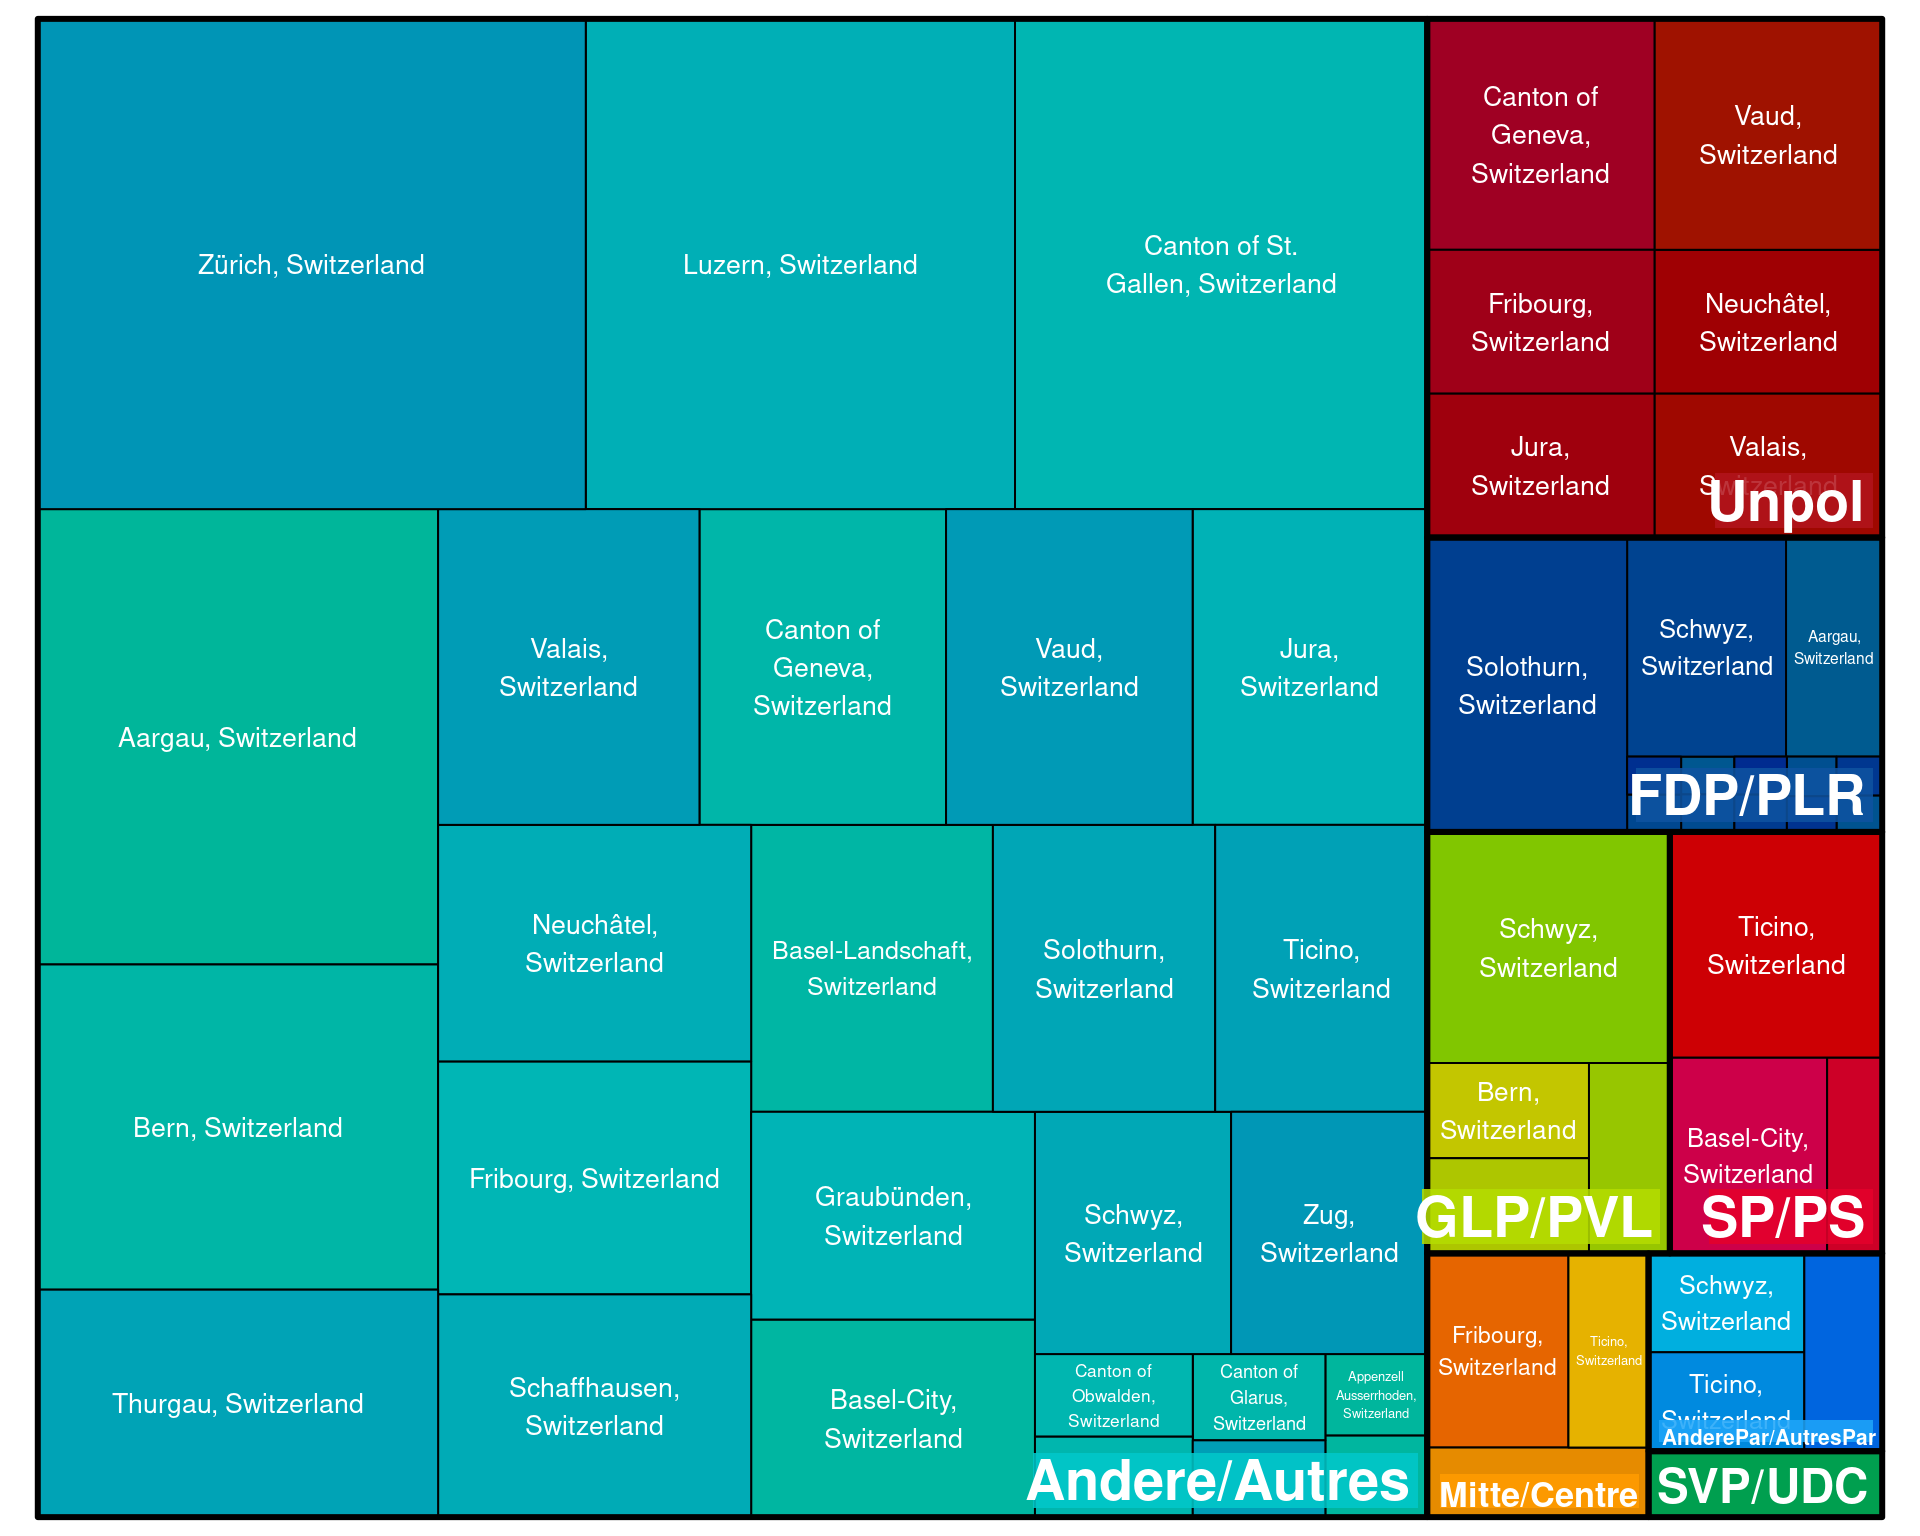 Zürich, Switzerland
Luzern, Switzerland
Canton of St.
Gallen, Switzerland
Aargau, Switzerland
Valais,
Switzerland
Canton of
Geneva,
Switzerland
Vaud,
Switzerland
Jura,
Switzerland
Neuchâtel,
Switzerland
Basel-Landschaft,
Switzerland
Solothurn,
Switzerland
Ticino,
Switzerland
Bern, Switzerland
Fribourg, Switzerland
Graubünden,
Switzerland
Schwyz,
Switzerland
Zug,
Switzerland
Thurgau, Switzerland
Schaffhausen,
Switzerland
Basel-City,
Switzerland
Canton of
Obwalden,
Switzerland
Canton of
Glarus,
Switzerland
Appenzell
Ausserrhoden,
Switzerland
Andere/Autres
Canton of
Geneva,
Switzerland
Vaud,
Switzerland
Fribourg,
Switzerland
Neuchâtel,
Switzerland
Jura,
Switzerland
Valais,
Switzerland
Unpol
Solothurn,
Switzerland
Schwyz,
Switzerland
Aargau,
Switzerland
FDP/PLR
Schwyz,
Switzerland
Bern,
Switzerland
GLP/PVL
Ticino,
Switzerland
Basel-City,
Switzerland
SP/PS
Fribourg,
Switzerland
Ticino,
Switzerland
Mitte/Centre
Schwyz,
Switzerland
Ticino,
Switzerland
AnderePar/AutresPar
SVP/UDC